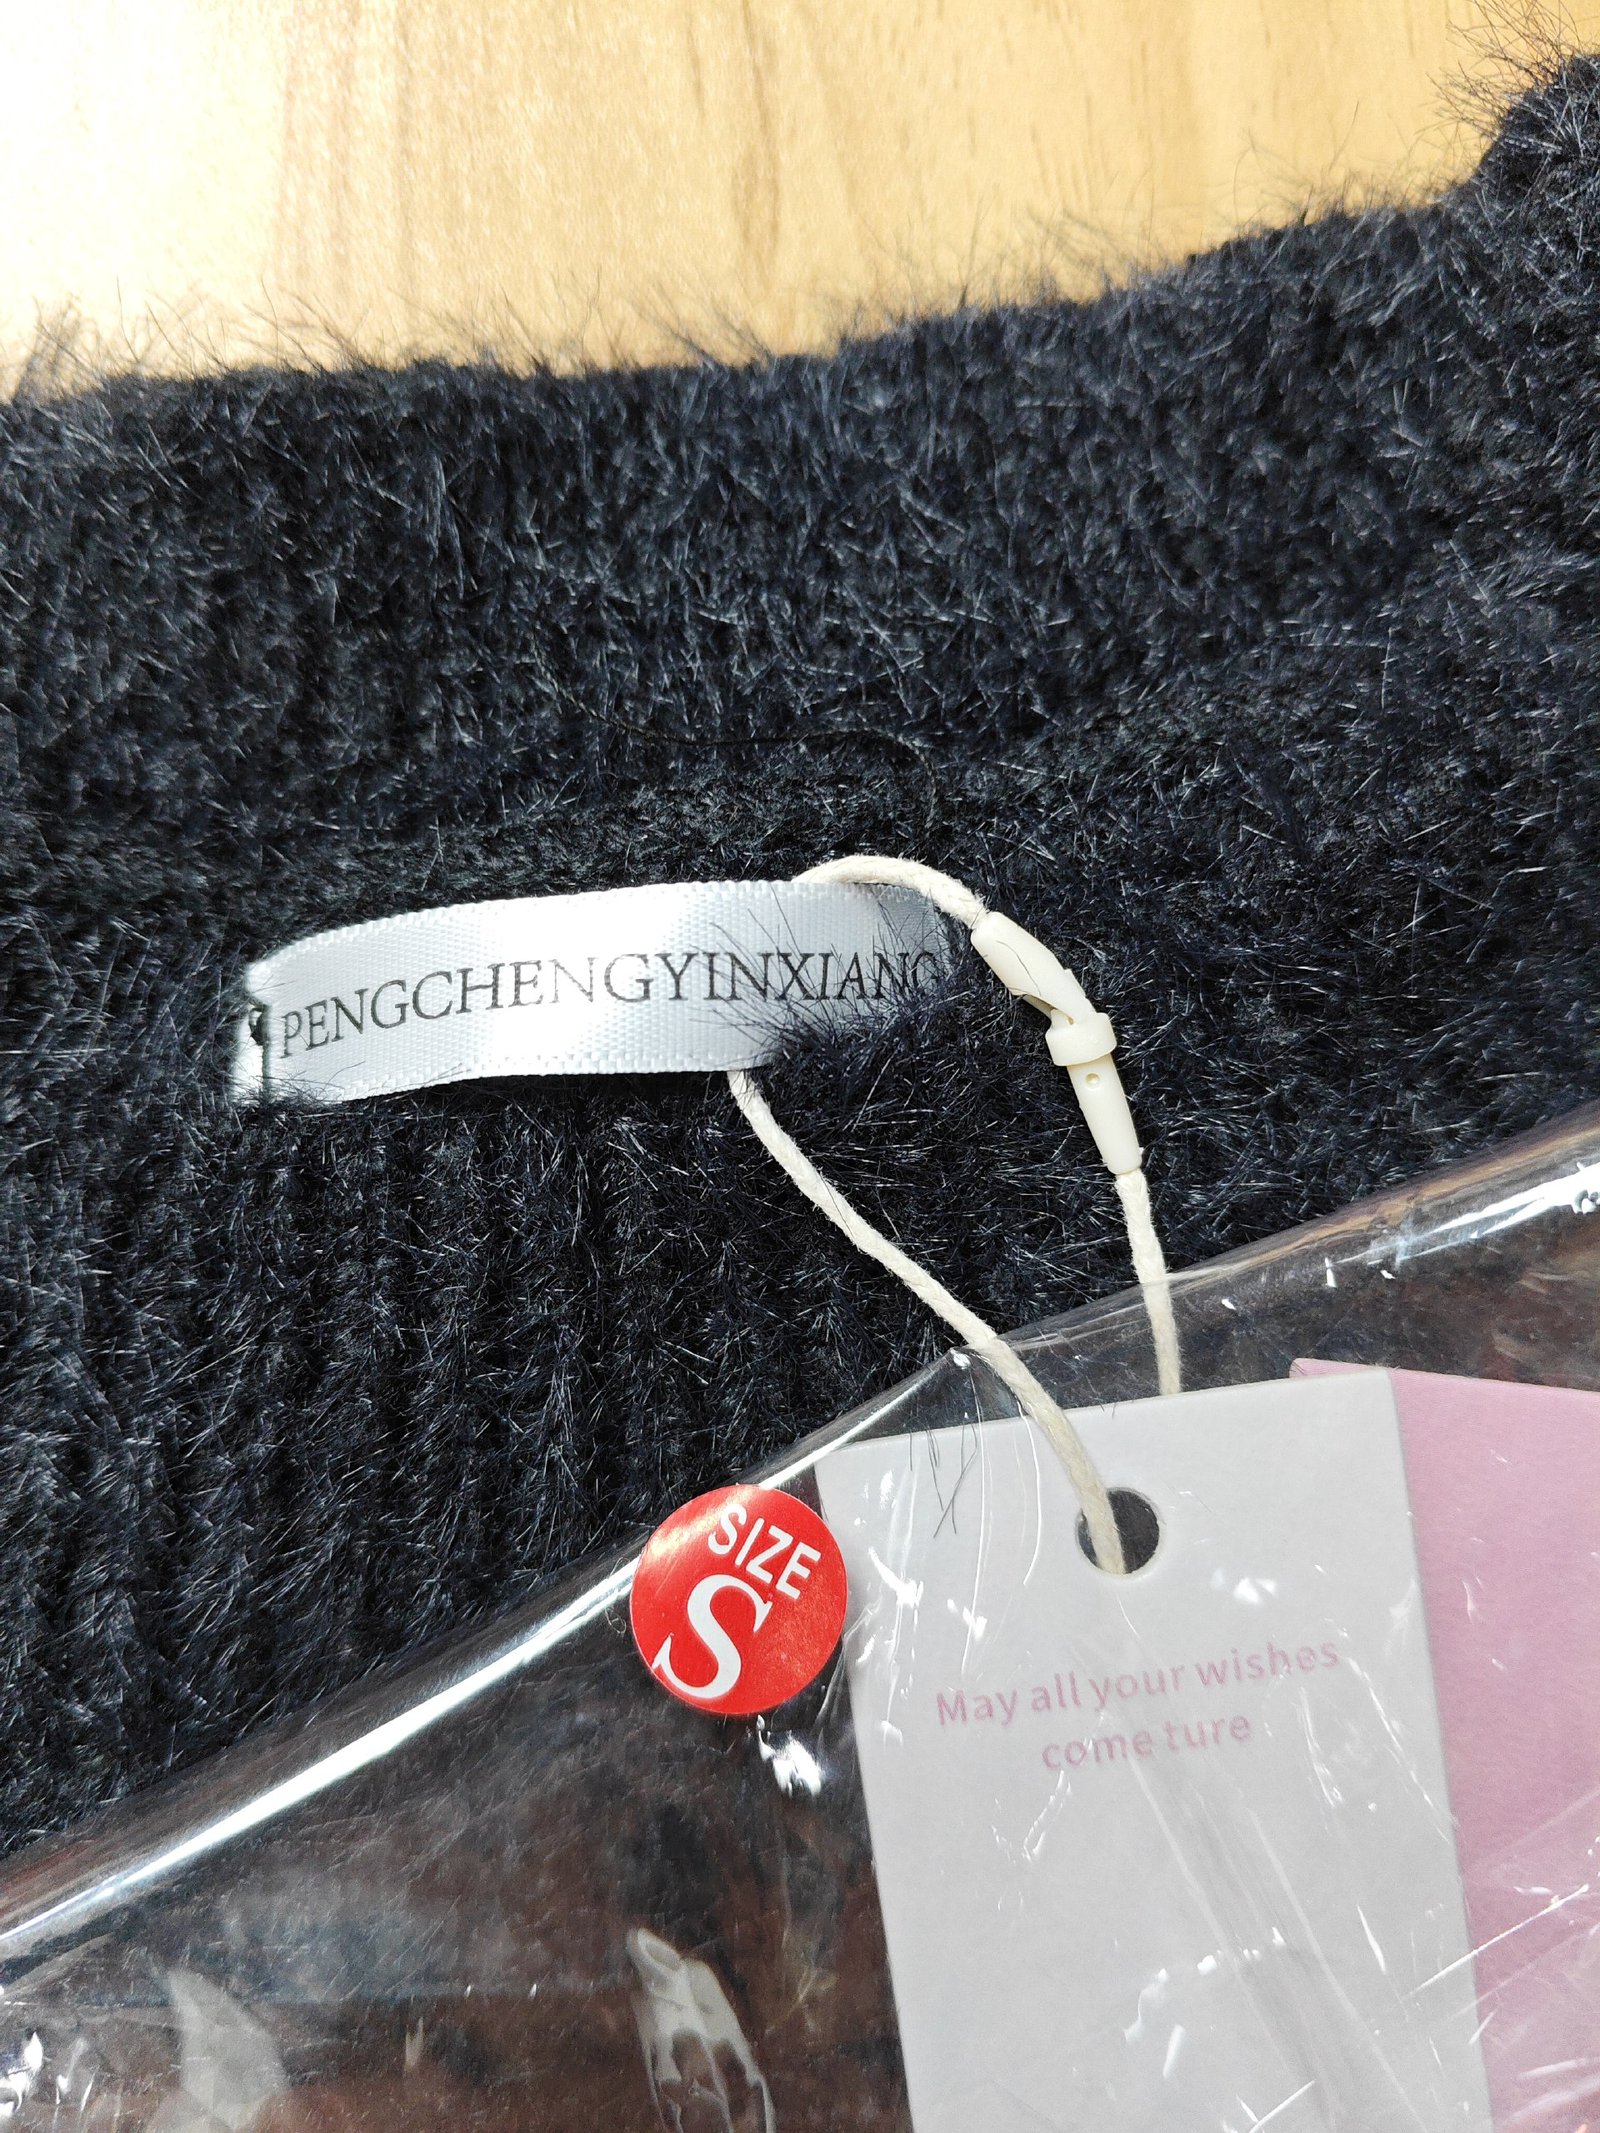 PENGCHENGYINXIANG
SIZE
S
May all your wishes
come ture